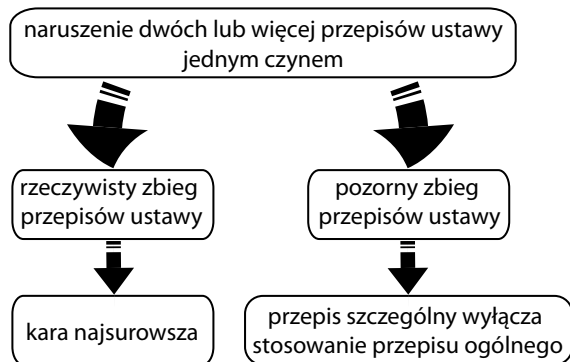 naruszenie dwóch lub więcej przepisów ustawy
jednym czynem
rzeczywisty zbieg
przepisów ustawy
pozorny zbieg
przepisów ustawy
kara najsurowsza
przepis szczególny wyłącza
stosowanie przepisu ogólnego